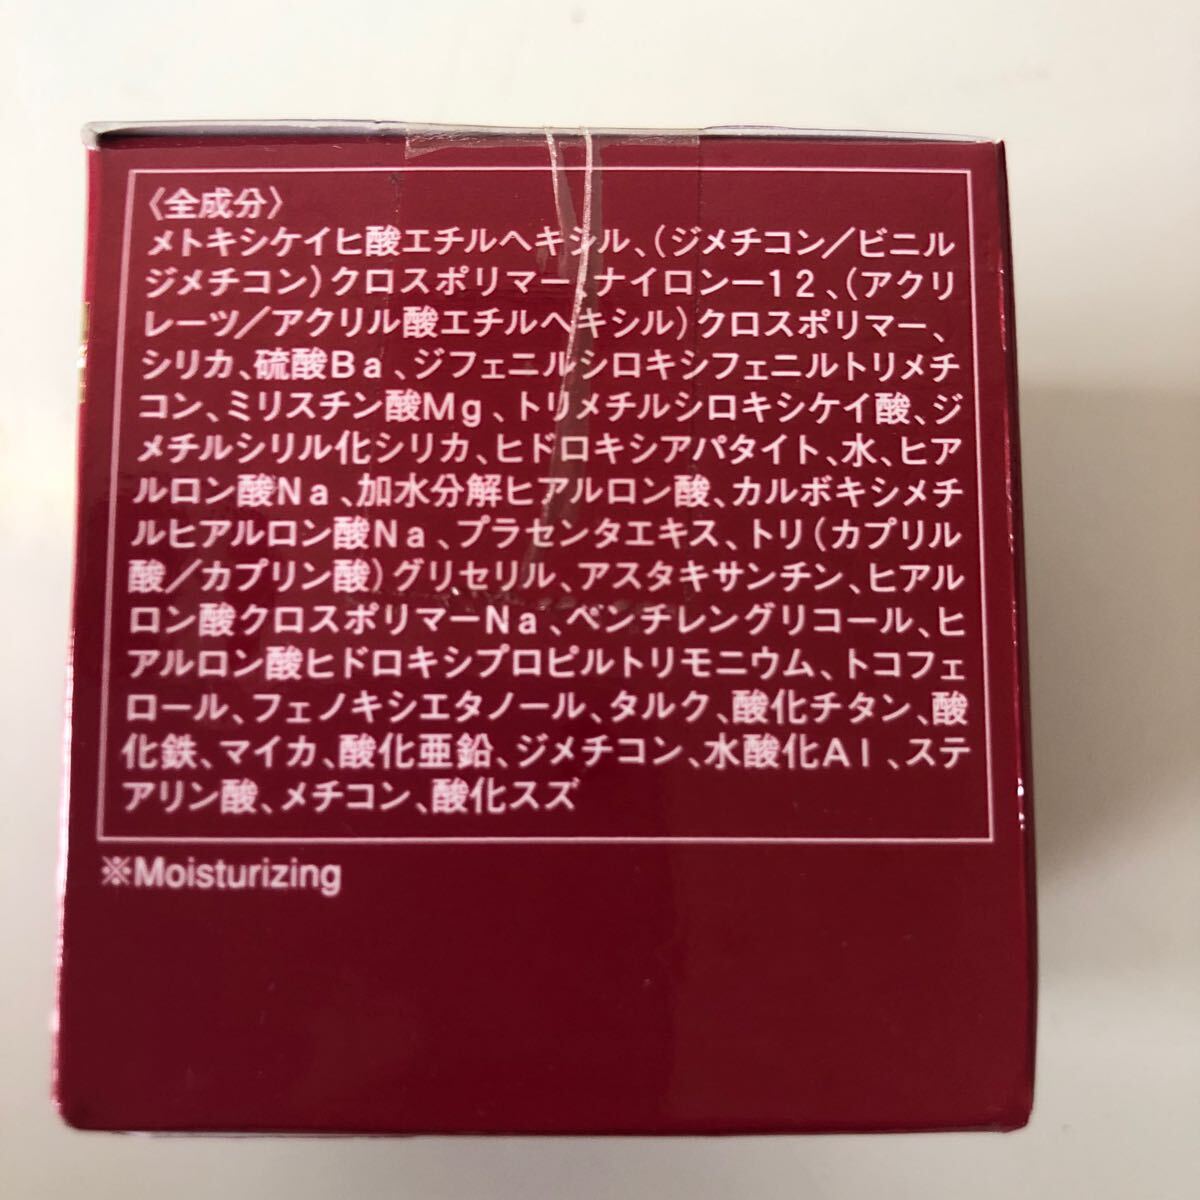 〈全成分〉
メトキシケイヒ酸エチルヘキシル、（ジメチコン／ビニル
ジメチコン）クロスポリマー、ナイロンー１２、（アクリ
レーツ／アクリル酸エチルヘキシル）クロスポリマー、
シリカ、硫酸Ｂａ、ジフェニルシロキシフェニルトリメチ
コン、ミリスチン酸Ｍｇ、トリメチルシロキシケイ酸、ジ
メチルシリル化シリカ、ヒドロキシアパタイト、水、ヒア
ルロン酸Ｎａ、加水分解ヒアルロン酸、カルボキシメチ
ルヒアルロン酸Ｎａ、プラセンタエキス、トリ（カプリル
酸／カプリン酸）グリセリル、アスタキサンチン、ヒアル
ロン酸クロスポリマーＮａ、ペンチレングリコール、ヒ
アルロン酸ヒドロキシプロピルトリモニウム、トコフェ
ロール、フェノキシエタノール、タルク、酸化チタン、酸
化鉄、マイカ、酸化亜鉛、ジメチコン、水酸化Ａｌ、ステ
アリン酸、メチコン、酸化スズ
※Moisturizing